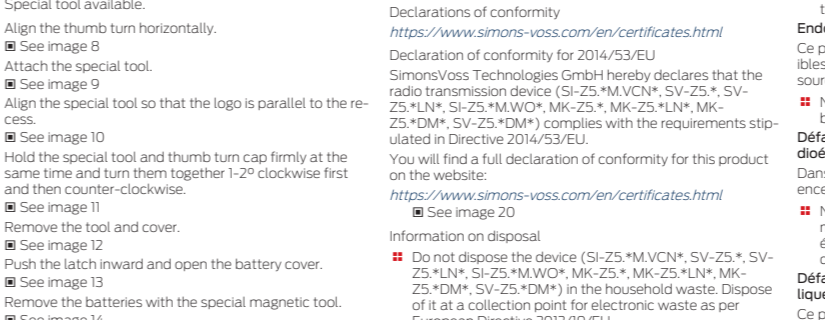 Special tool available.
Align the thumb turn horizontally.
▣ See image 8
Attach the special tool.
▣ See image 9
Align the special tool so that the logo is parallel to the re-
cess.
▣ See image 10
Hold the special tool and thumb turn cap firmly at the
same time and turn them together 1-2° clockwise first
and then counter-clockwise.
▣ See image 11
Remove the tool and cover.
▣ See image 12
Push the latch inward and open the battery cover.
▣ See image 13
Remove the batteries with the special magnetic tool.
▣ See image 14
Declarations of conformity
https://www.simons-voss.com/en/certificates.html
Declaration of conformity for 2014/53/EU
SimonsVoss Technologies GmbH hereby declares that the
radio transmission device (SI-Z5.*M.VCN*, SV-Z5.*, SV-
Z5.*LN*, SI-Z5.*M.WO*, MK-Z5.*, MK-Z5.*LN*, MK-
Z5.*DM*, SV-Z5.*DM*) complies with the requirements stip-
ulated in Directive 2014/53/EU.
You will find a full declaration of conformity for this product
on the website:
https://www.simons-voss.com/en/certificates.html
▣ See image 20
Information on disposal
Do not dispose the device (SI-Z5.*M.VCN*, SV-Z5.*, SV-
Z5.*LN*, SI-Z5.*M.WO*, MK-Z5.*, MK-Z5.*LN*, MK-
Z5.*DM*, SV-Z5.*DM*) in the household waste. Dispose
of it at a collection point for electronic waste as per
European Directive 2012/19/EU.
Ce p
ibles
sour
N
b
Défa
dioé
Dans
ence
N
Défa
lique
Ce p